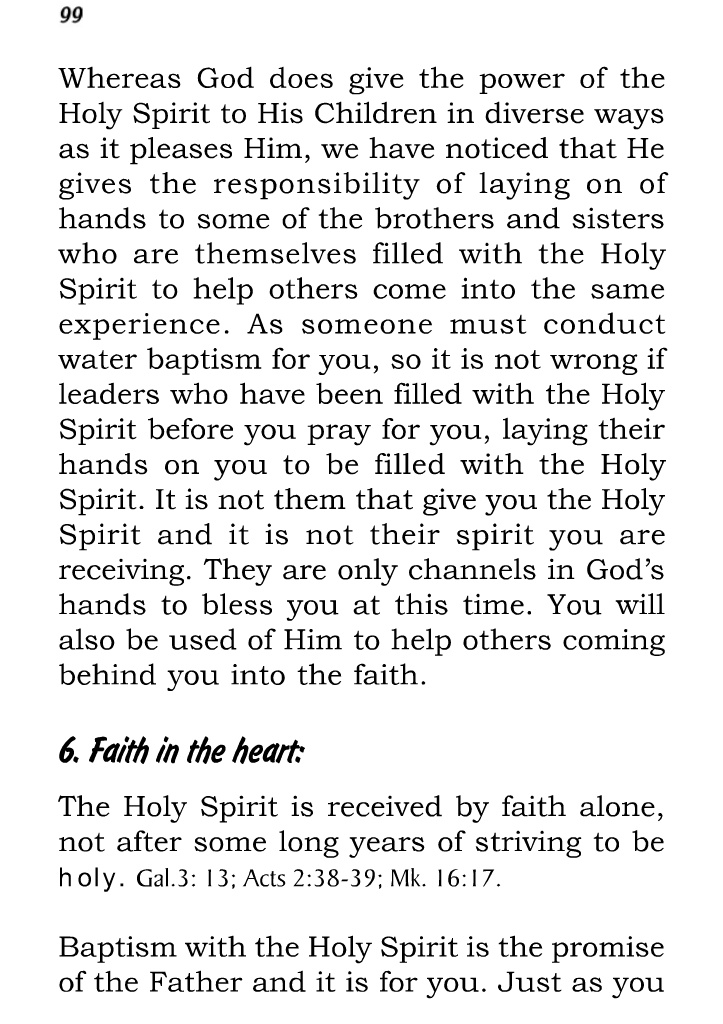 99
Whereas God does give the power of the
Holy Spirit to His Children in diverse ways
as it pleases Him, we have noticed that He
gives the responsibility of laying on of
hands to some of the brothers and sisters
who are themselves filled with the Holy
Spirit to help others come into the same
experience. As someone must conduct
water baptism for you, so it is not wrong if
leaders who have been filled with the Holy
Spirit before you pray for you, laying their
hands on you to be filled with the Holy
Spirit. It is not them that give you the Holy
Spirit and it is not their spirit you are
receiving. They are only channels in God’s
hands to bless you at this time. You will
also be used of Him to help others coming
behind you into the faith.
6. Faith in the heart:
The Holy Spirit is received by faith alone,
not after some long years of striving to be
holy. Gal.3: 13; Acts 2:38-39; Mk. 16:17.
Baptism with the Holy Spirit is the promise
of the Father and it is for you. Just as you